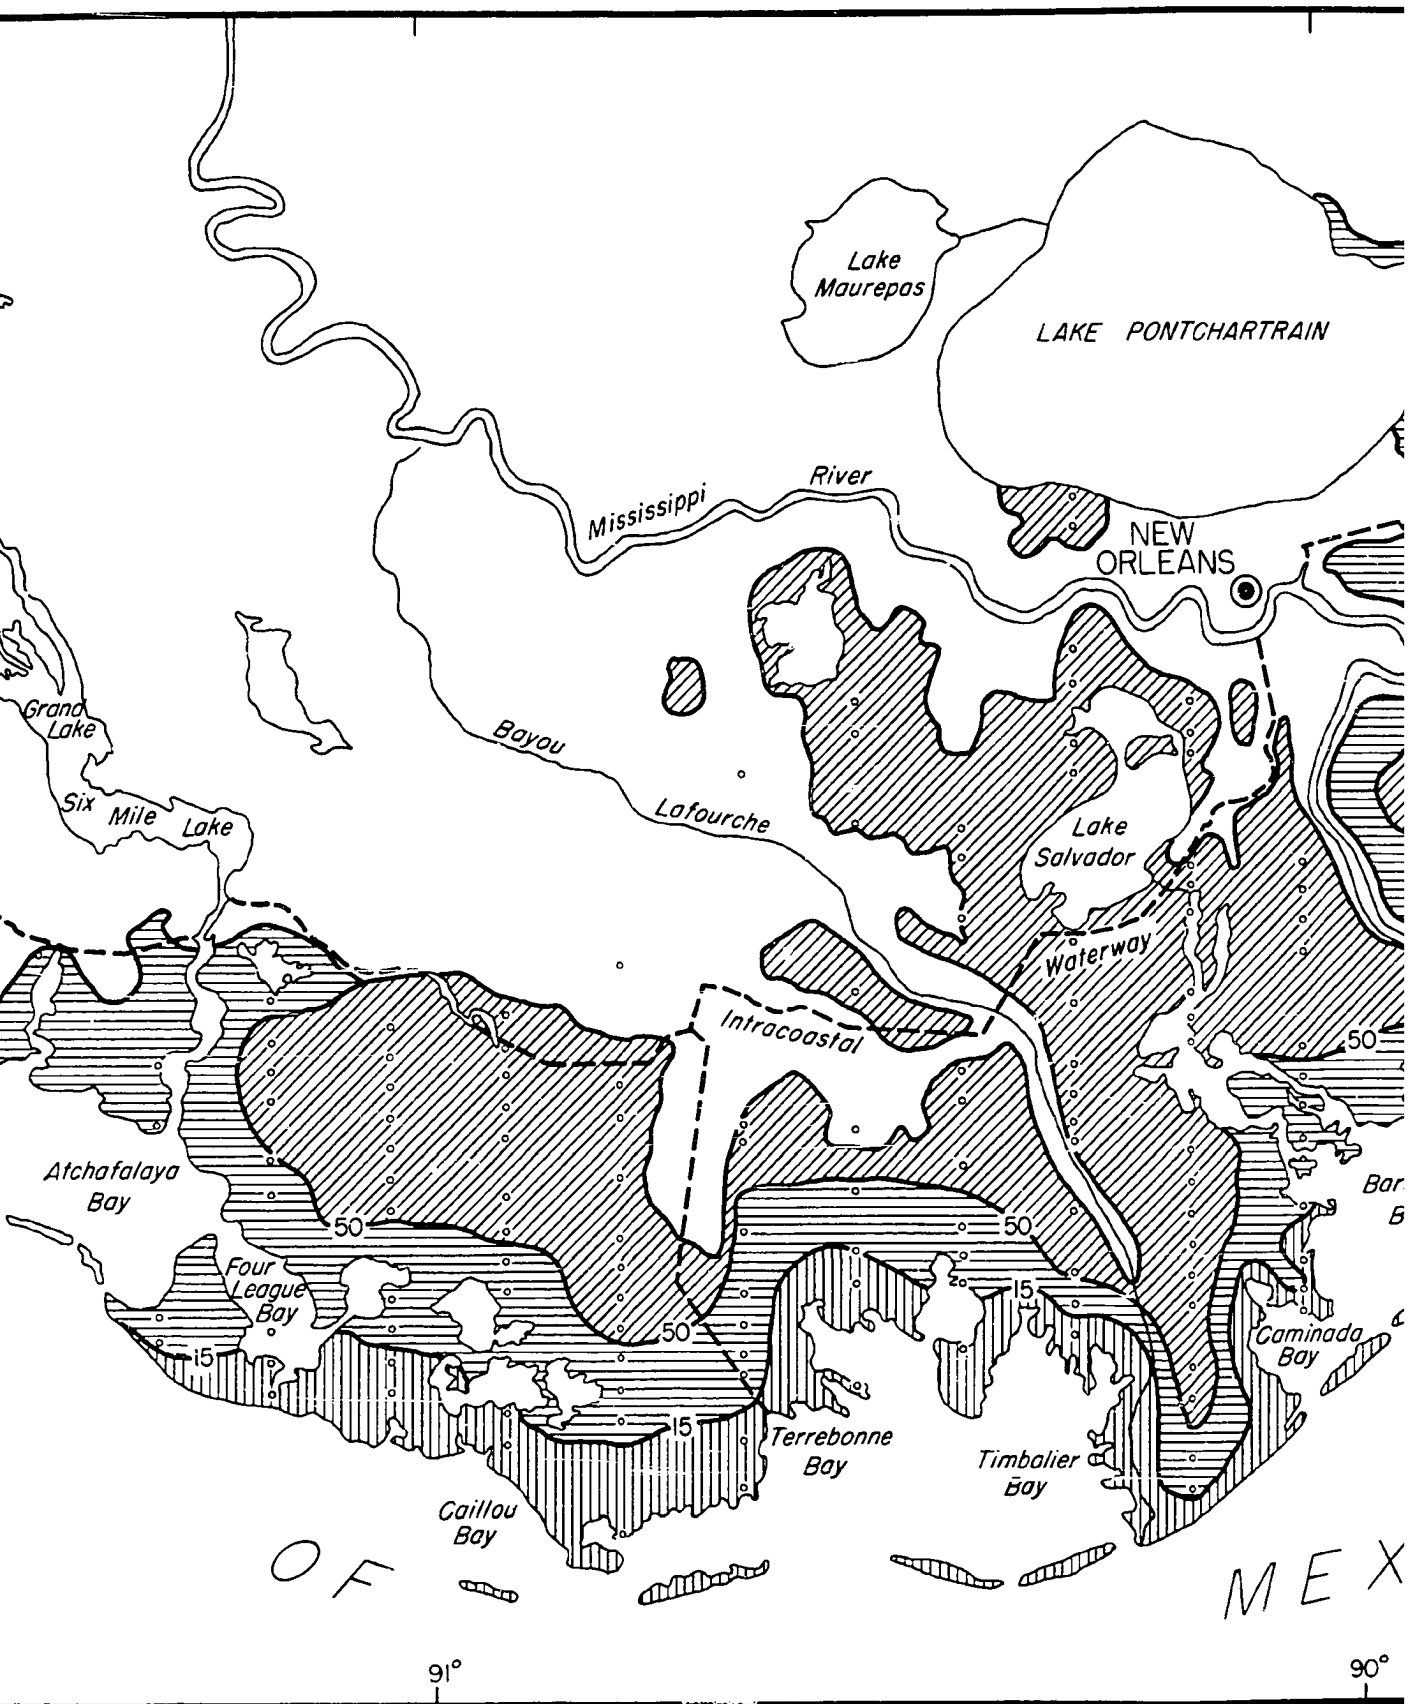 Lake
Maurepas
LAKE PONTCHARTRAIN
River
Mississippi
NEW
ORLEANS
Grand
Lake
Bayou
Six Mile Lake
Lafourche
Lake
Salvador
Waterway
Intracoastal
50
Atchafalaya
Bay
50
50
Four
League
Bay
15
50
15
Caminada
Bay
15
Terrebonne
Bay
Timbalier
Bay
Caillou
Bay
OF
MEX
91°
90°